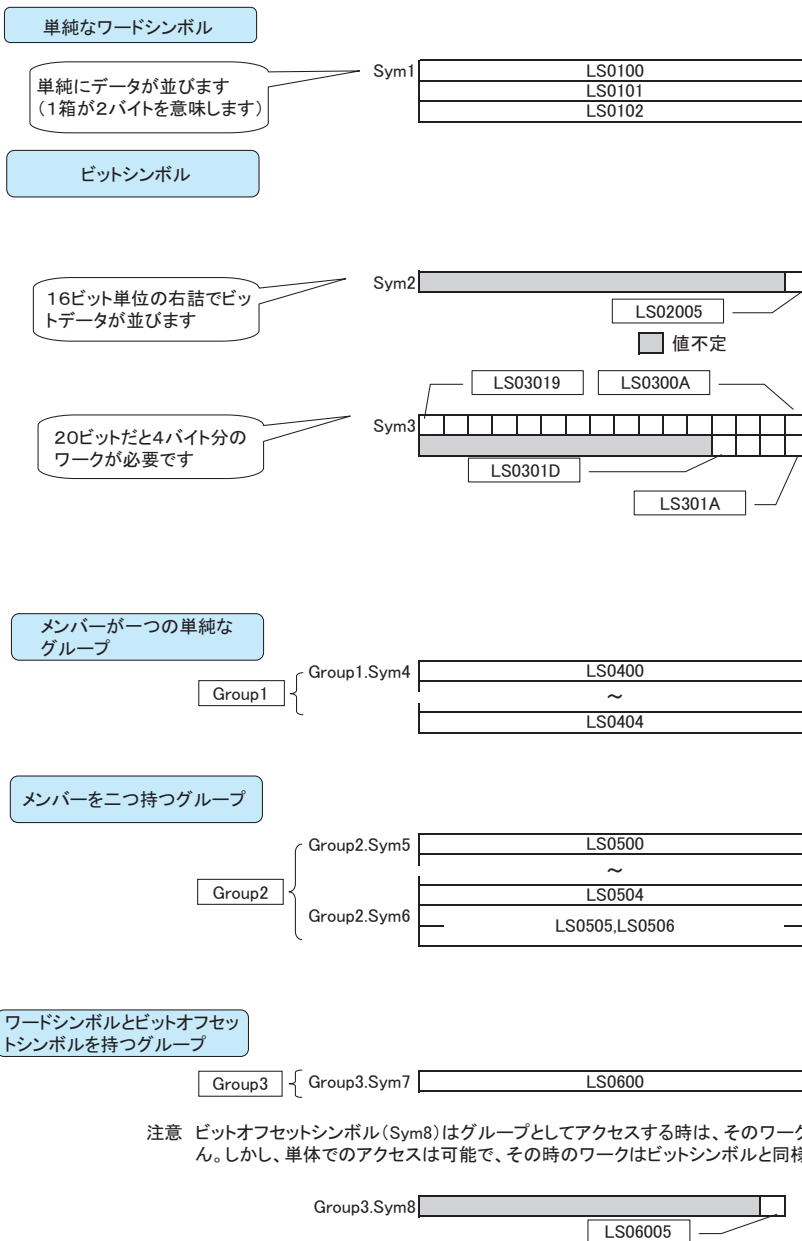 単純なワードシンボル
単純にデータが並びます
（１箱が２バイトを意味します）
Sym1
LS0100
LS0101
LS0102
ビットシンボル
１６ビット単位の右詰でビッ
トデータが並びます
Sym2
LS02005
値不定
２０ビットだと４バイト分の
ワークが必要です
LS03019
LS0300A
Sym3
LS0301D
LS301A
メンバーが一つの単純な
グループ
Group1
Group1.Sym4
LS0400
～
LS0404
メンバーを二つ持つグループ
Group2
Group2.Sym5
LS0500
～
LS0504
Group2.Sym6
LS0505,LS0506
ワードシンボルとビットオフセッ
トシンボルを持つグループ
Group3
Group3.Sym7
LS0600
注意 ビットオフセットシンボル（Sym8）はグループとしてアクセスする時は、そのワーク
ん。しかし、単体でのアクセスは可能で、その時のワークはビットシンボルと同様
Group3.Sym8
LS06005